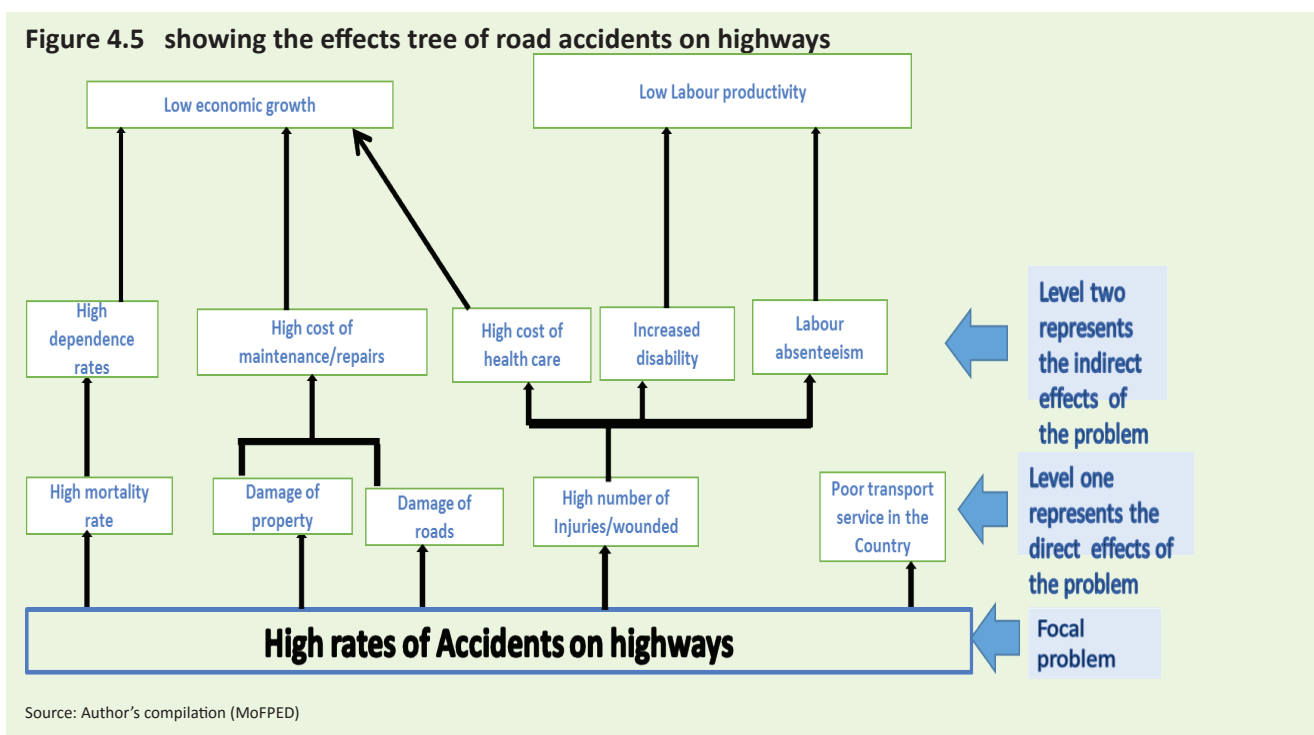 Figure 4.5 showing the effects tree of road accidents on highways
Low economic growth
Low Labour productivity
High
dependence
rates
High cost of
maintenance/repairs
High cost of
health care
Increased
disability
Labour
absenteeism
Level two
represents
the indirect
effects of
the problem
High mortality
rate
Damage of
property
Damage of
roads
High number of
Injuries/wounded
Poor transport
service in the
Country
Level one
represents the
direct effects of
the problem
High rates of Accidents on highways
Focal
problem
Source: Author's compilation (MoFPED)